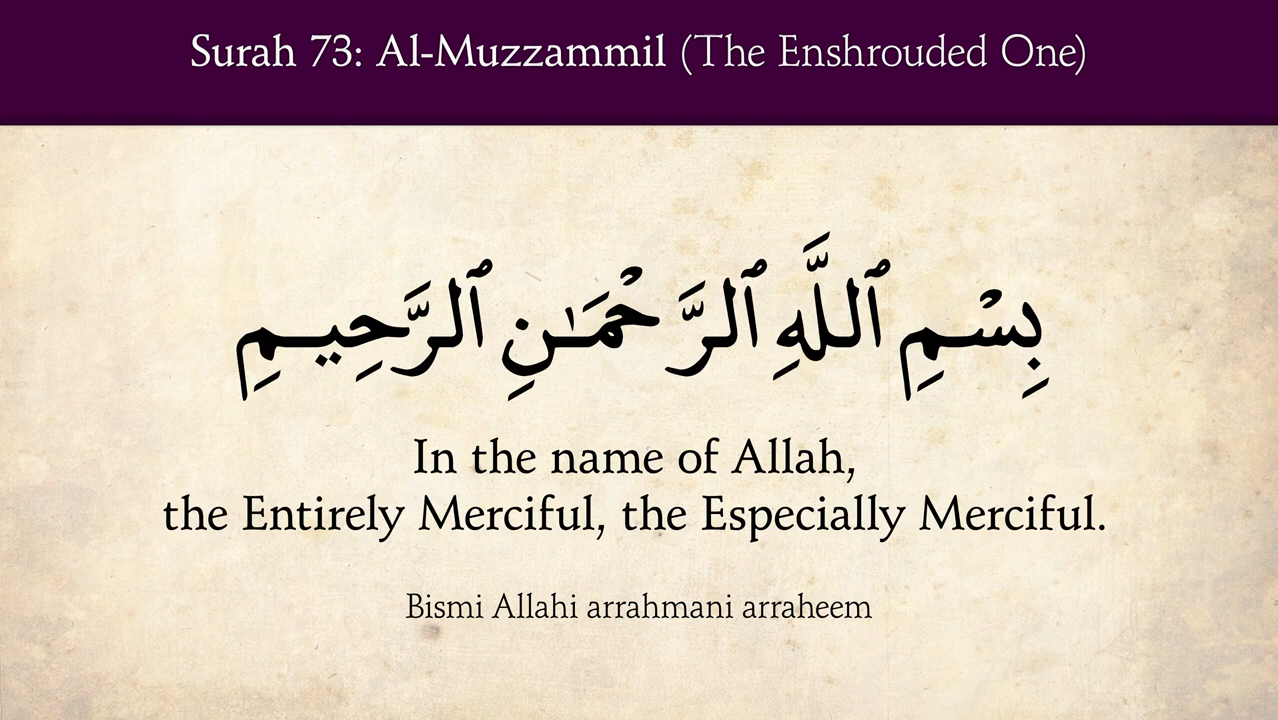 Surah 73: Al-Muzzammil (The Enshrouded One)
بِسْمِ ٱللَّهِ ٱلرَّحْمَـٰنِ ٱلرَّحِيمِ
In the name of Allah,
the Entirely Merciful, the Especially Merciful.
Bismi Allahi arrahmani arraheem